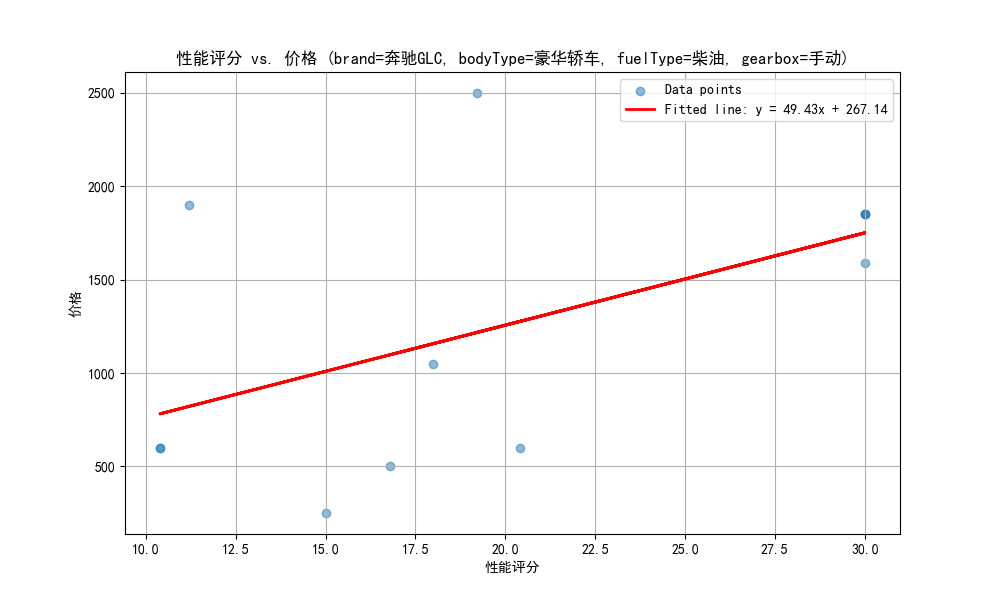 性能评分 vs. 价格 (brand=奔驰GLC, bodyType=豪华轿车, fuelType=柴油, gearbox=手动)
Data points
Fitted line: y = 49.43x + 267.14
价格
2500
2000
1500
1000
500
10.0 12.5 15.0 17.5 20.0 22.5 25.0 27.5 30.0
性能评分